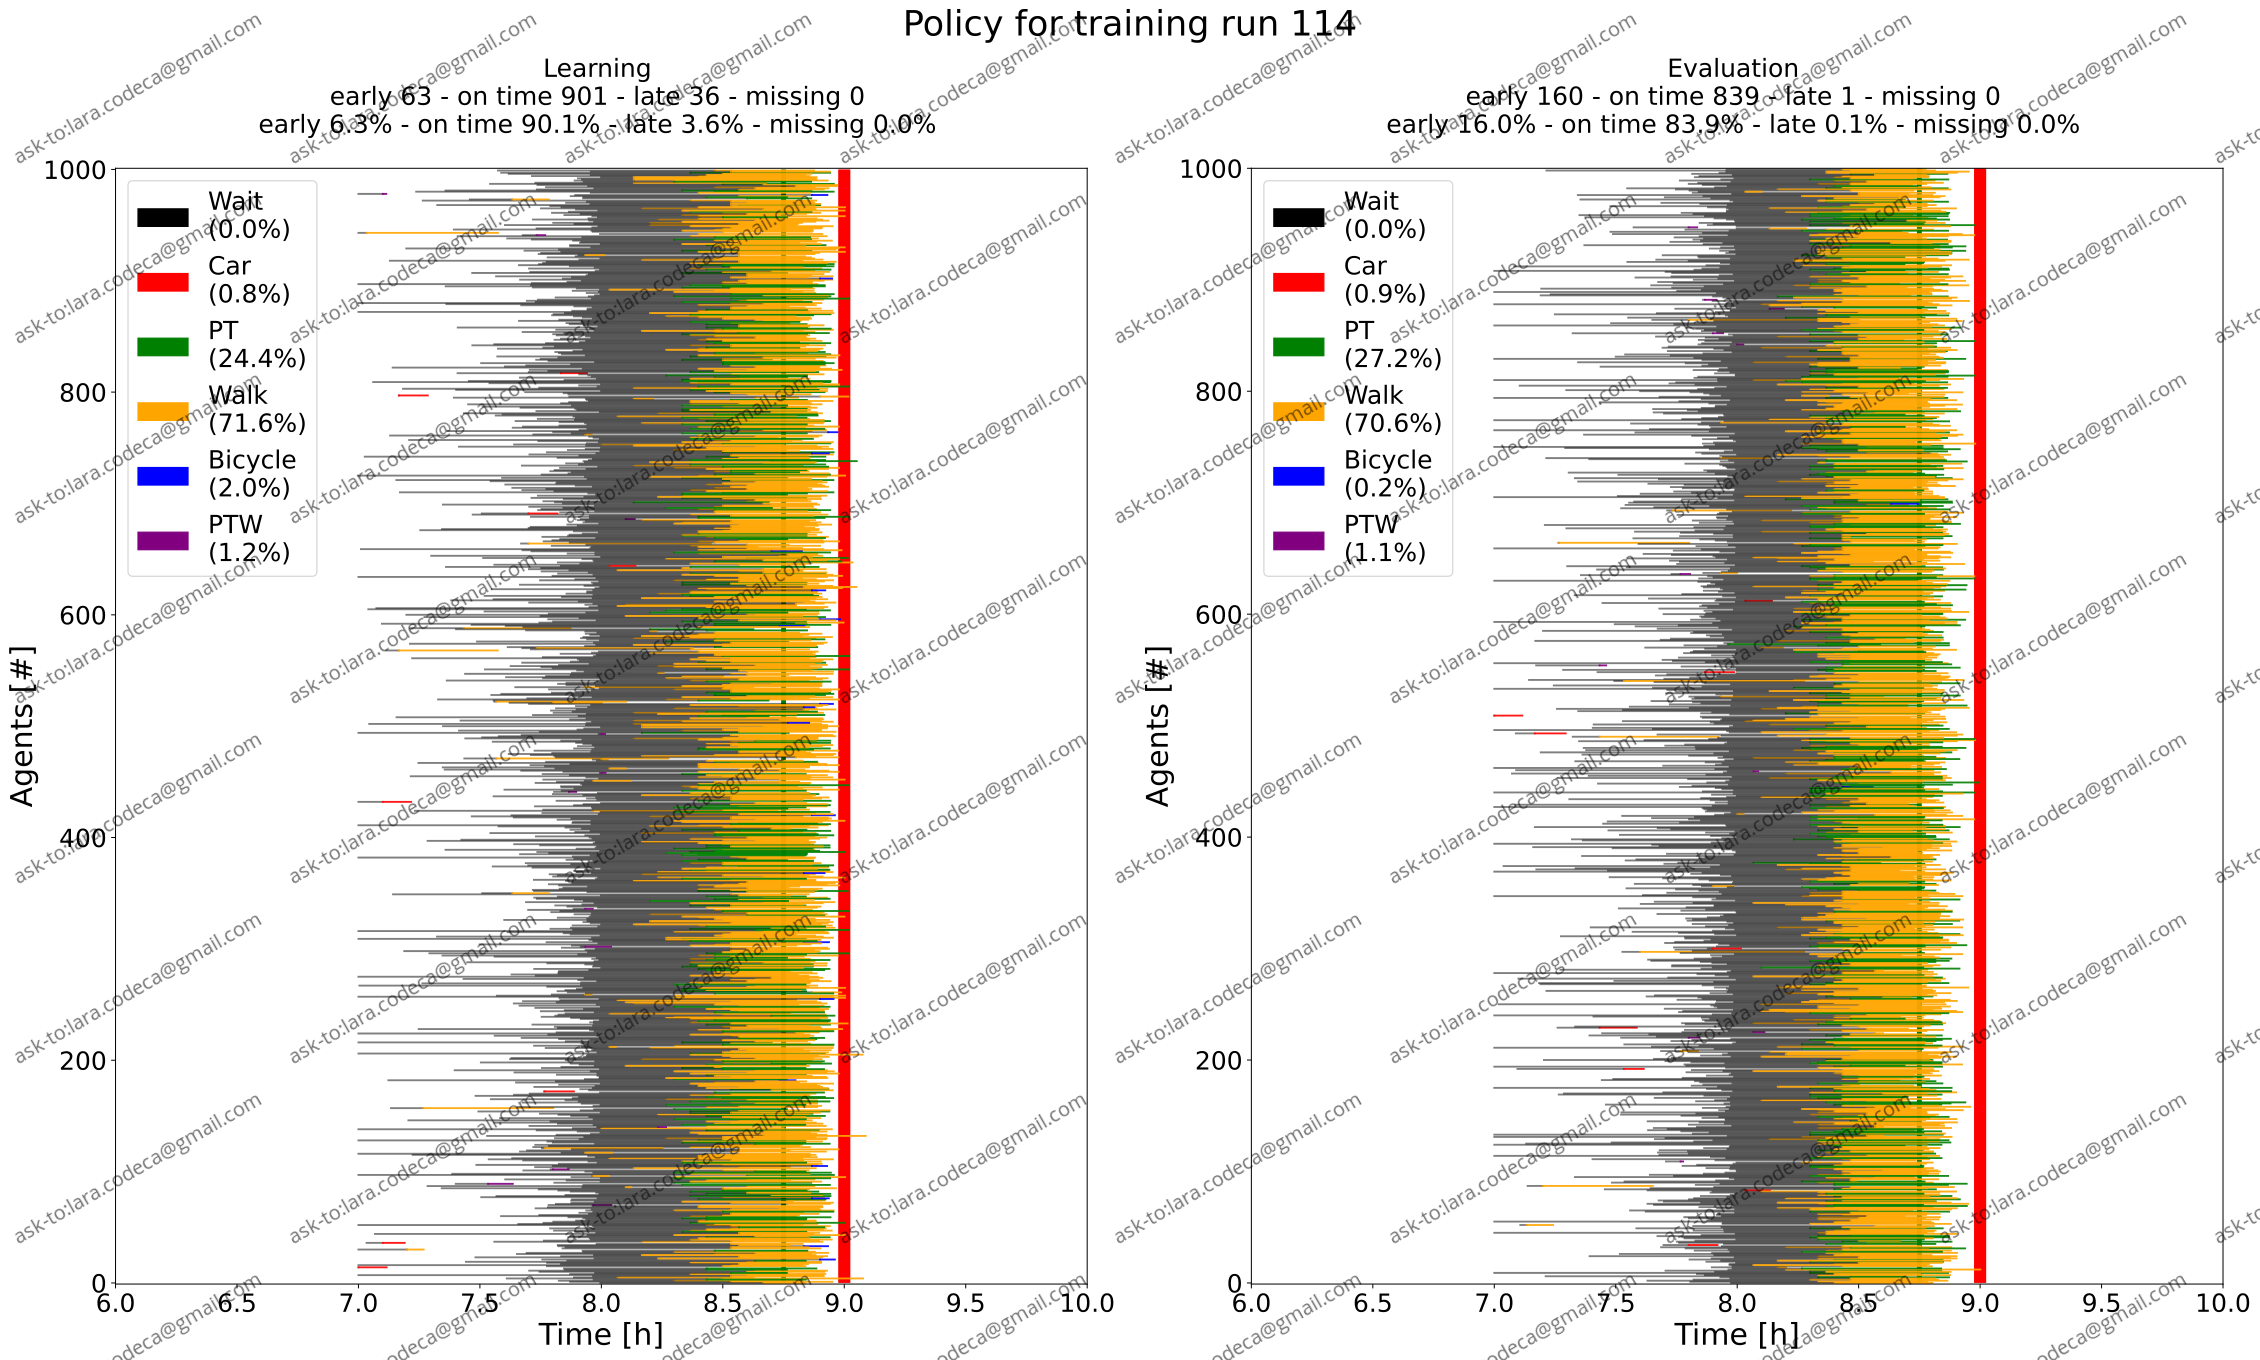 Policy for training run 114
Learning
early 63 - on time 901 - late 36 - missing 0
early 6.3% - on time 90.1% - late 3.6% - missing 0.0%
Agents [#]
1000
800
600
400
200
0
Wait
(0.0%)
Car
(0.8%)
PT
(24.4%)
Walk
(71.6%)
Bicycle
(2.0%)
PTW
(1.2%)
6.0 6.5 7.0 7.5 8.0 8.5 9.0 9.5 10.0
Time [h]
Evaluation
early 160 - on time 839 - late 1 - missing 0
early 16.0% - on time 83.9% - late 0.1% - missing 0.0%
Agents [#]
1000
800
600
400
200
0
Wait
(0.0%)
Car
(0.9%)
PT
(27.2%)
Walk
(70.6%)
Bicycle
(0.2%)
PTW
(1.1%)
6.0 6.5 7.0 7.5 8.0 8.5 9.0 9.5 10.0
Time [h]
ask-to:lara.codeca@gmail.com